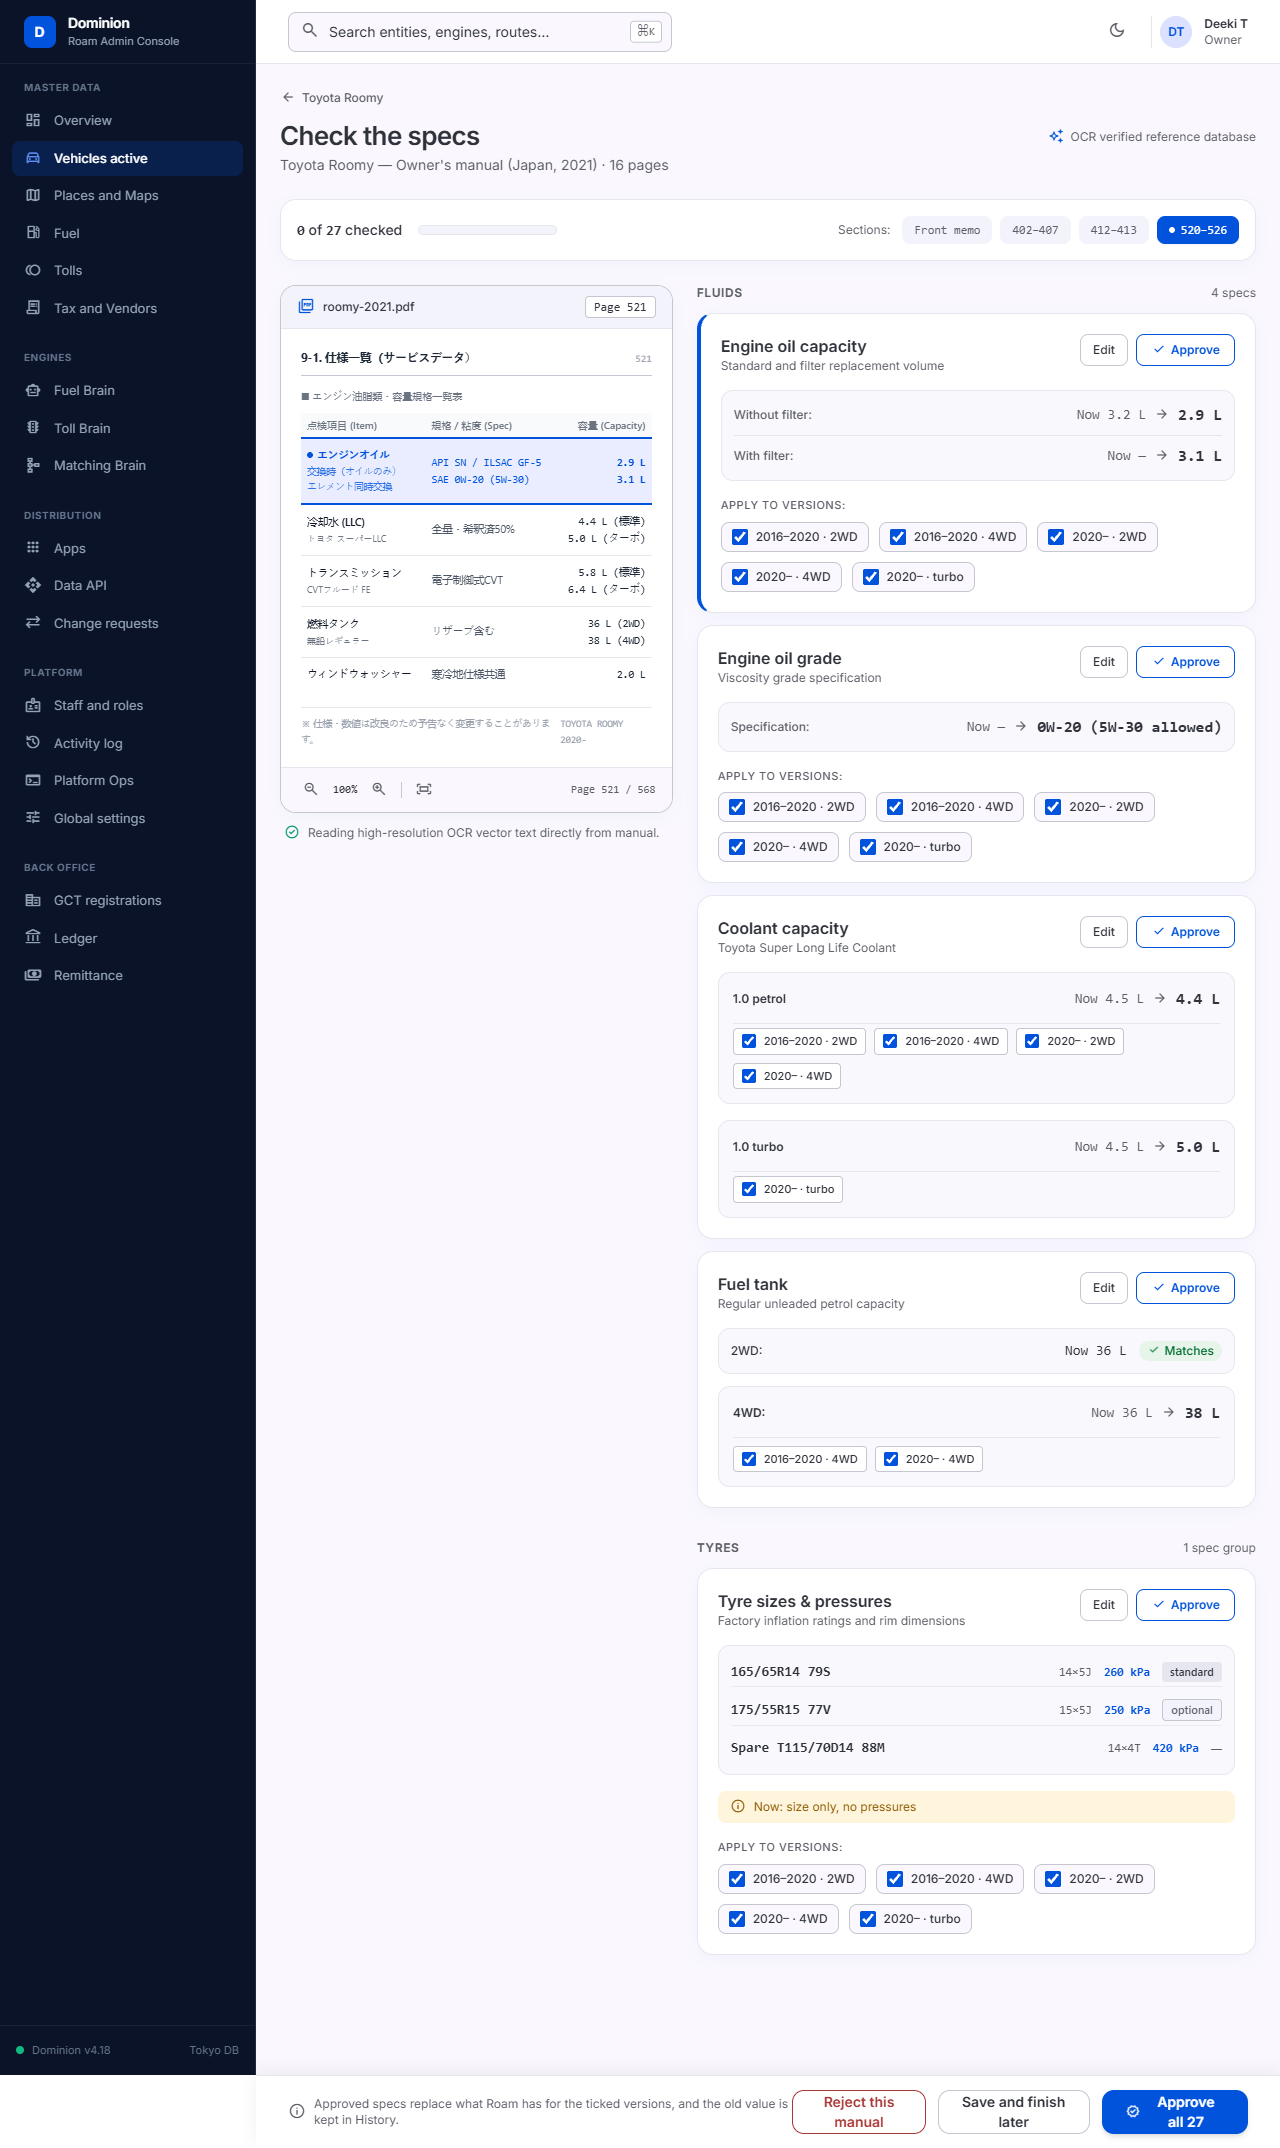 D
Dominion
Roam Admin Console
Search entities, engines, routes...
⌘K
DT
Deeki T
Owner
MASTER DATA
Overview
Vehicles active
Places and Maps
Fuel
Tolls
Tax and Vendors
ENGINES
Fuel Brain
Toll Brain
Matching Brain
DISTRIBUTION
Apps
Data API
Change requests
PLATFORM
Staff and roles
Activity log
Platform Ops
Global settings
BACK OFFICE
GCT registrations
Ledger
Remittance
Dominion v4.18
Tokyo DB
← Toyota Roomy
Check the specs
OCR verified reference database
Toyota Roomy — Owner's manual (Japan, 2021) · 16 pages
0 of 27 checked
Sections:
Front memo
402–407
412–413
520–526
roomy-2021.pdf
Page 521
9-1. 仕様一覧（サービスデータ）
521
■ エンジン油脂類・容量規格一覧表
点検項目 (Item) 規格 / 粘度 (Spec) 容量 (Capacity)
● エンジンオイル
交換時（オイルのみ）
エレメント同時交換
API SN / ILSAC GF-5
SAE 0W-20 (5W-30)
2.9 L
3.1 L
冷却水 (LLC)
トヨタ スーパーLLC
全量・希釈済50%
4.4 L (標準)
5.0 L (ターボ)
トランスミッション
CVTフルード FE
電子制御式CVT
5.8 L (標準)
6.4 L (ターボ)
燃料タンク
無鉛レギュラー
リザーブ含む
36 L (2WD)
38 L (4WD)
ウィンドウォッシャー
寒冷地仕様共通
2.0 L
※ 仕様・数値は改良のため予告なく変更することがありま
す。
TOYOTA ROOMY
2020-
100%
Page 521 / 568
Reading high-resolution OCR vector text directly from manual.
FLUIDS
4 specs
Engine oil capacity
Standard and filter replacement volume
Edit
Approve
Without filter:
Now 3.2 L → 2.9 L
With filter:
Now — → 3.1 L
APPLY TO VERSIONS:
2016–2020 · 2WD
2016–2020 · 4WD
2020– · 2WD
2020– · 4WD
2020– · turbo
Engine oil grade
Viscosity grade specification
Edit
Approve
Specification:
Now — → 0W-20 (5W-30 allowed)
APPLY TO VERSIONS:
2016–2020 · 2WD
2016–2020 · 4WD
2020– · 2WD
2020– · 4WD
2020– · turbo
Coolant capacity
Toyota Super Long Life Coolant
Edit
Approve
1.0 petrol
Now 4.5 L → 4.4 L
2016–2020 · 2WD
2016–2020 · 4WD
2020– · 2WD
2020– · 4WD
1.0 turbo
Now 4.5 L → 5.0 L
2020– · turbo
Fuel tank
Regular unleaded petrol capacity
Edit
Approve
2WD:
Now 36 L
Matches
4WD:
Now 36 L → 38 L
2016–2020 · 4WD
2020– · 4WD
TYRES
1 spec group
Tyre sizes & pressures
Factory inflation ratings and rim dimensions
Edit
Approve
165/65R14 79S
14×5J 260 kPa standard
175/55R15 77V
15×5J 250 kPa optional
Spare T115/70D14 88M
14×4T 420 kPa —
Now: size only, no pressures
APPLY TO VERSIONS:
2016–2020 · 2WD
2016–2020 · 4WD
2020– · 2WD
2020– · 4WD
2020– · turbo
Approved specs replace what Roam has for the ticked versions, and the old value is
kept in History.
Reject this
manual
Save and finish
later
Approve
all 27